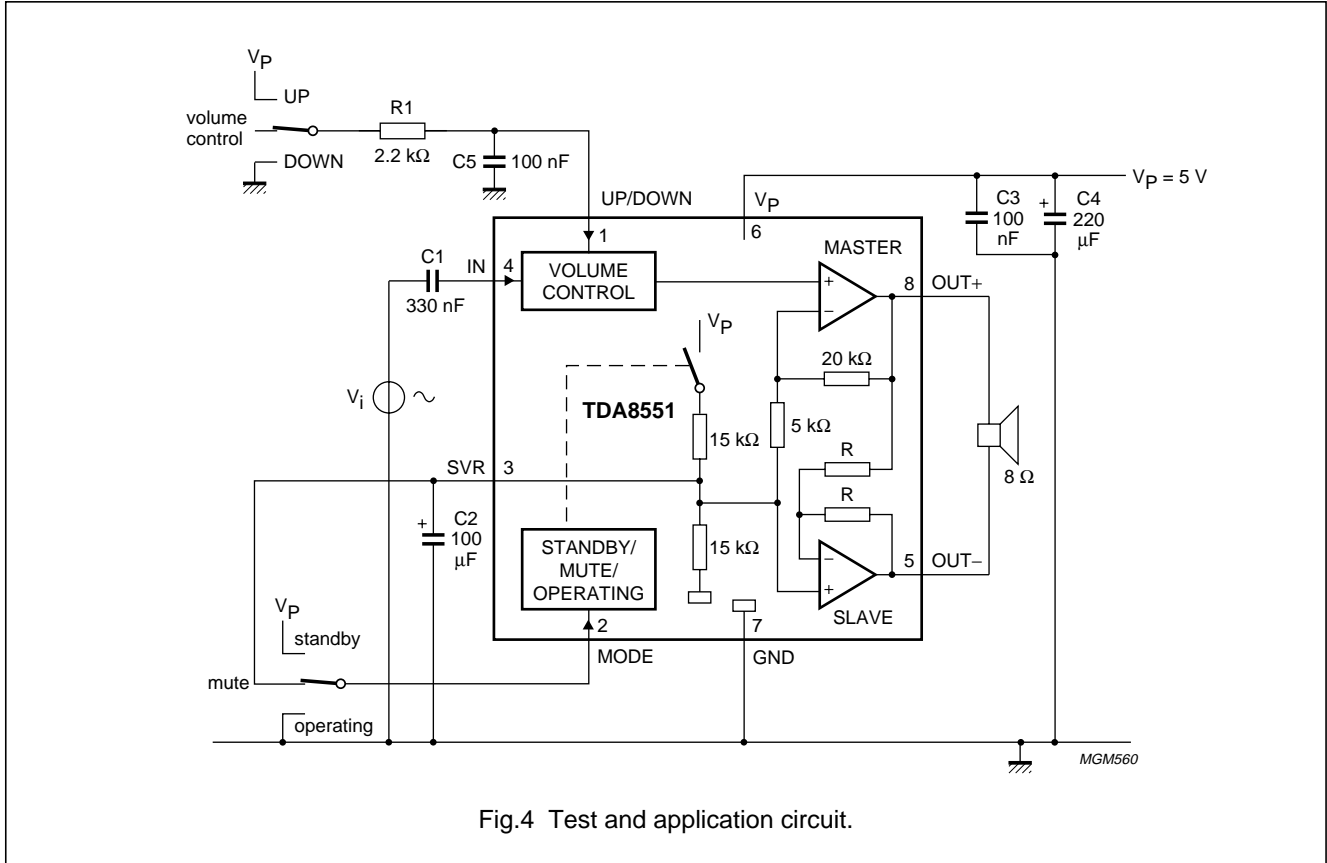 VP
UP
volume
control
DOWN
R1
2.2 kΩ
C5
100 nF
UP/DOWN
VP
VP = 5 V
C3
100
nF
+
C4
220
μF
1
6
C1
330 nF
IN
4
VOLUME
CONTROL
MASTER
+
−
8
OUT+
VP
20 kΩ
Vi
TDA8551
15 kΩ
5 kΩ
R
R
8 Ω
SVR
3
+
C2
100
μF
STANDBY/
MUTE/
OPERATING
15 kΩ
−
+
5
OUT−
SLAVE
VP
standby
2
7
MODE
GND
mute
operating
MGM560
Fig.4 Test and application circuit.